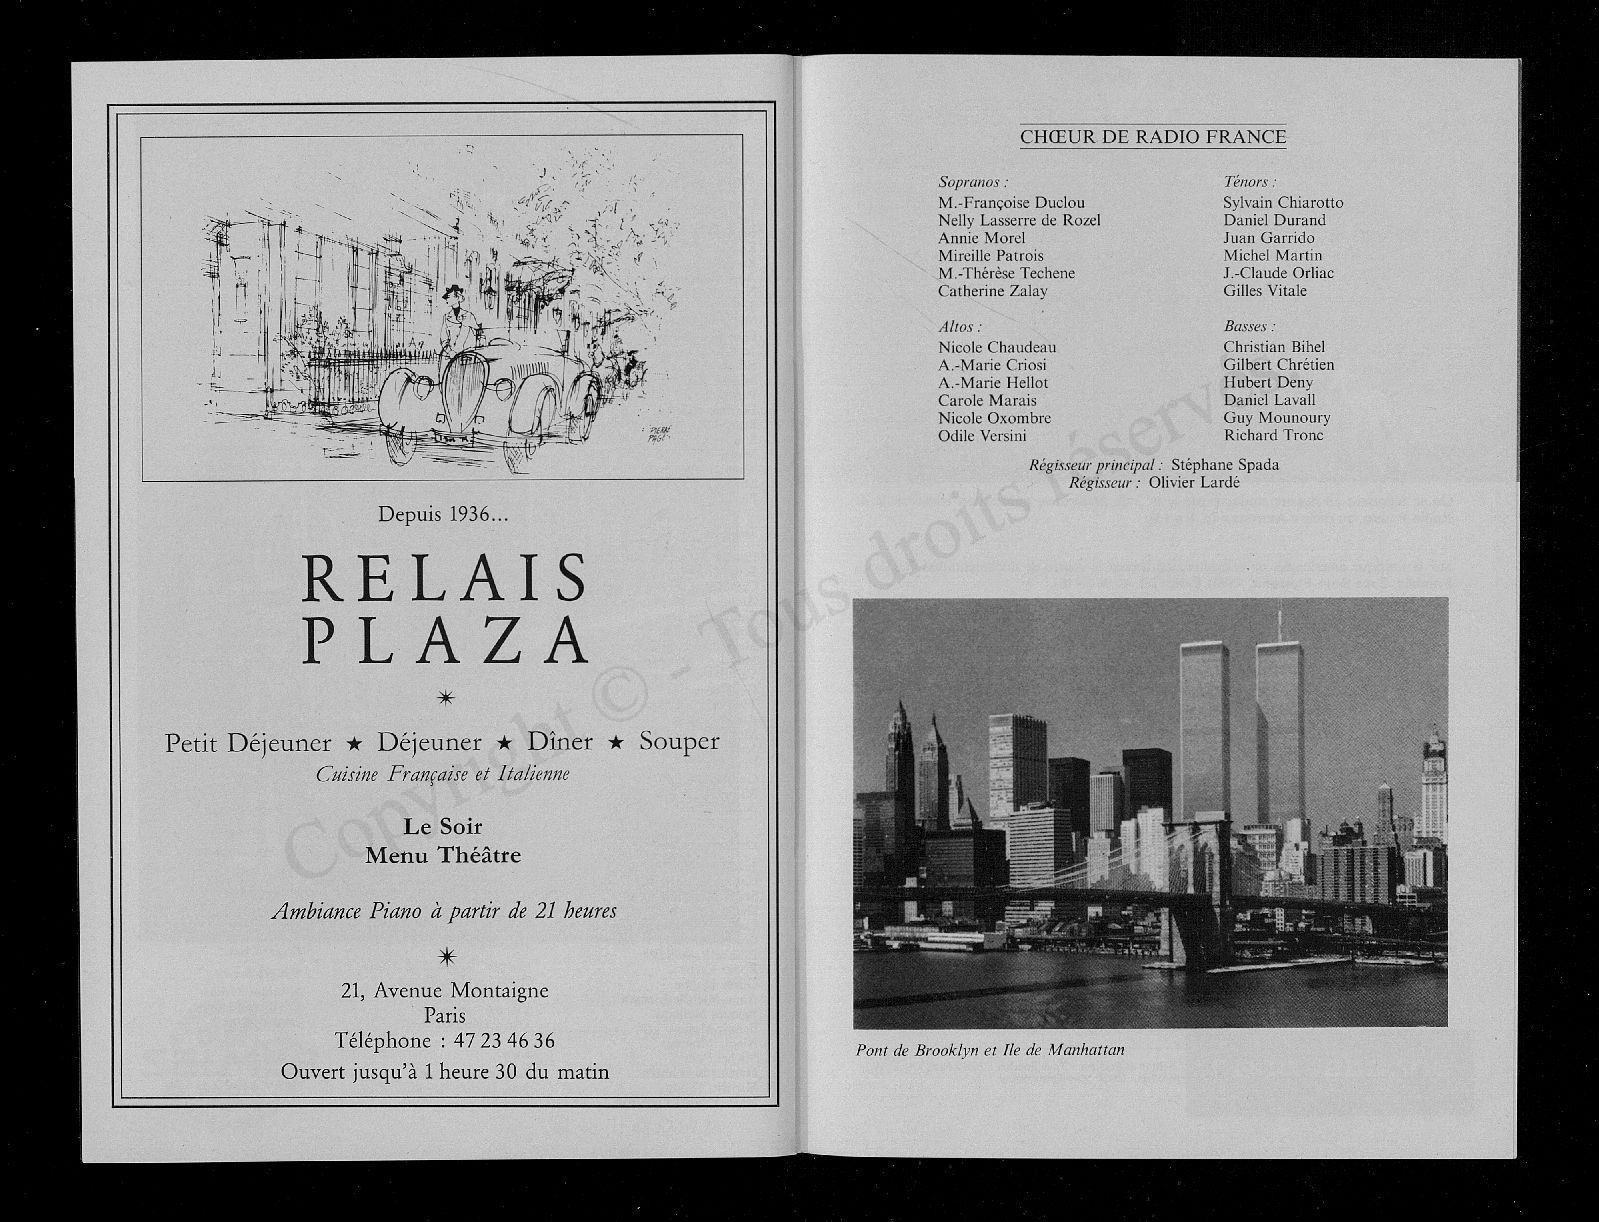 PIERRE
PAGÈS
Depuis 1936...
RELAIS
PLAZA
Petit Déjeuner ★ Déjeuner ★ Dîner ★ Souper
Cuisine Française et Italienne
Le Soir
Menu Théâtre
Ambiance Piano à partir de 21 heures
21, Avenue Montaigne
Paris
Téléphone : 47 23 46 36
Ouvert jusqu'à 1 heure 30 du matin
CHŒUR DE RADIO FRANCE
Sopranos :
M.-Françoise Duclou
Nelly Lasserre de Rozel
Annie Morel
Mireille Patrois
M.-Thérèse Techene
Catherine Zalay
Altos :
Nicole Chaudeau
A.-Marie Criosi
A.-Marie Hellot
Carole Marais
Nicole Oxombre
Odile Versini
Ténors :
Sylvain Chiarotto
Daniel Durand
Juan Garrido
Michel Martin
J.-Claude Orliac
Gilles Vitale
Basses :
Christian Bihel
Gilbert Chrétien
Hubert Deny
Daniel Lavall
Guy Mounoury
Richard Tronc
Régisseur principal : Stéphane Spada
Régisseur : Olivier Lardé
Pont de Brooklyn et Ile de Manhattan
Copyright © - Tous droits réservés